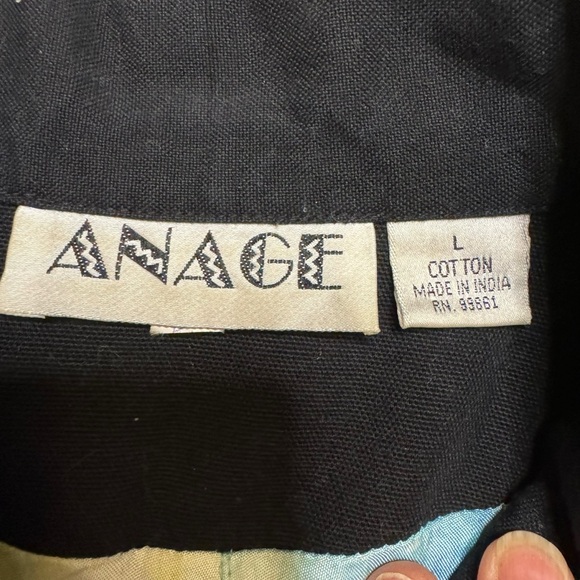 ANAGE
L
COTTON
MADE IN INDIA
RN. 99861